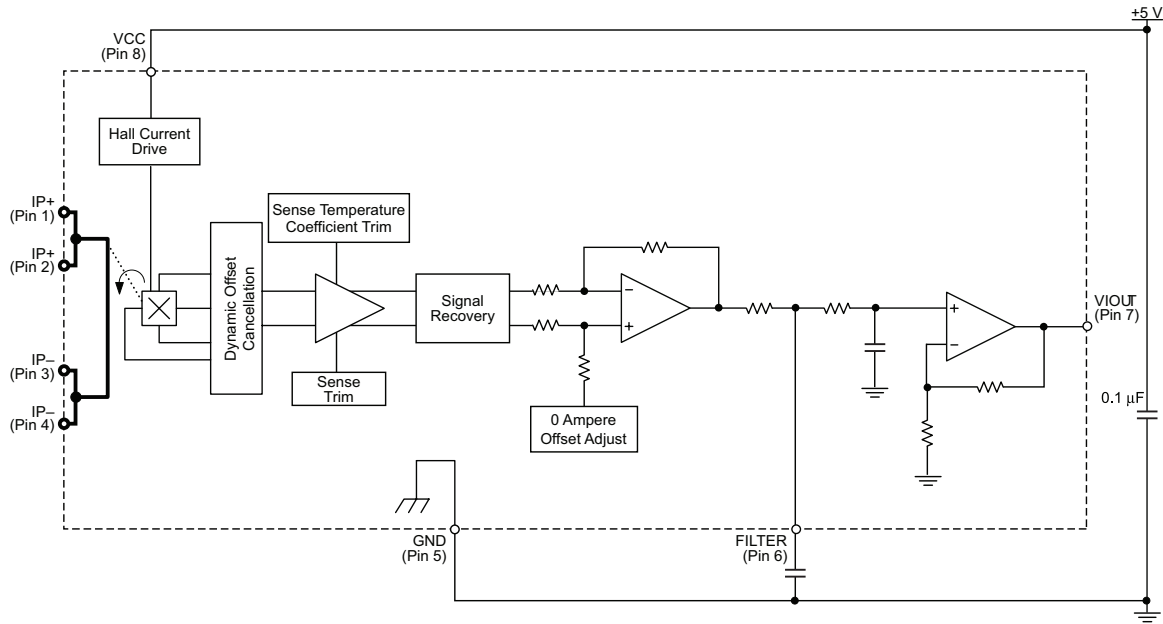 +5 V
VCC
(Pin 8)
Hall Current
Drive
IP+
(Pin 1)
IP+
(Pin 2)
IP–
(Pin 3)
IP–
(Pin 4)
Dynamic Offset
Cancellation
Sense Temperature
Coefficient Trim
Sense
Trim
Signal
Recovery
0 Ampere
Offset Adjust
–
+
+
–
VIOUT
(Pin 7)
0.1 μF
GND
(Pin 5)
FILTER
(Pin 6)